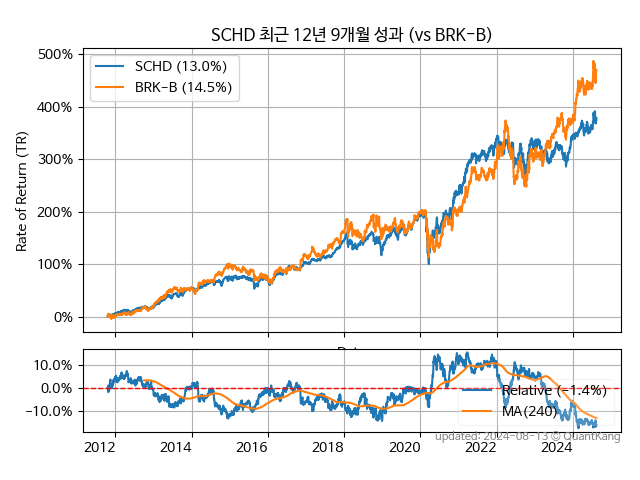 SCHD 최근 12년 9개월 성과 (vs BRK-B)
SCHD (13.0%)
BRK-B (14.5%)
Rate of Return (TR)
500%
400%
300%
200%
100%
0%
10.0%
0.0%
−10.0%
Relative (−1.4%)
MA(240)
2012
2014
2016
2018
2020
2022
2024
updated: 2024-08-13 © QuantKang